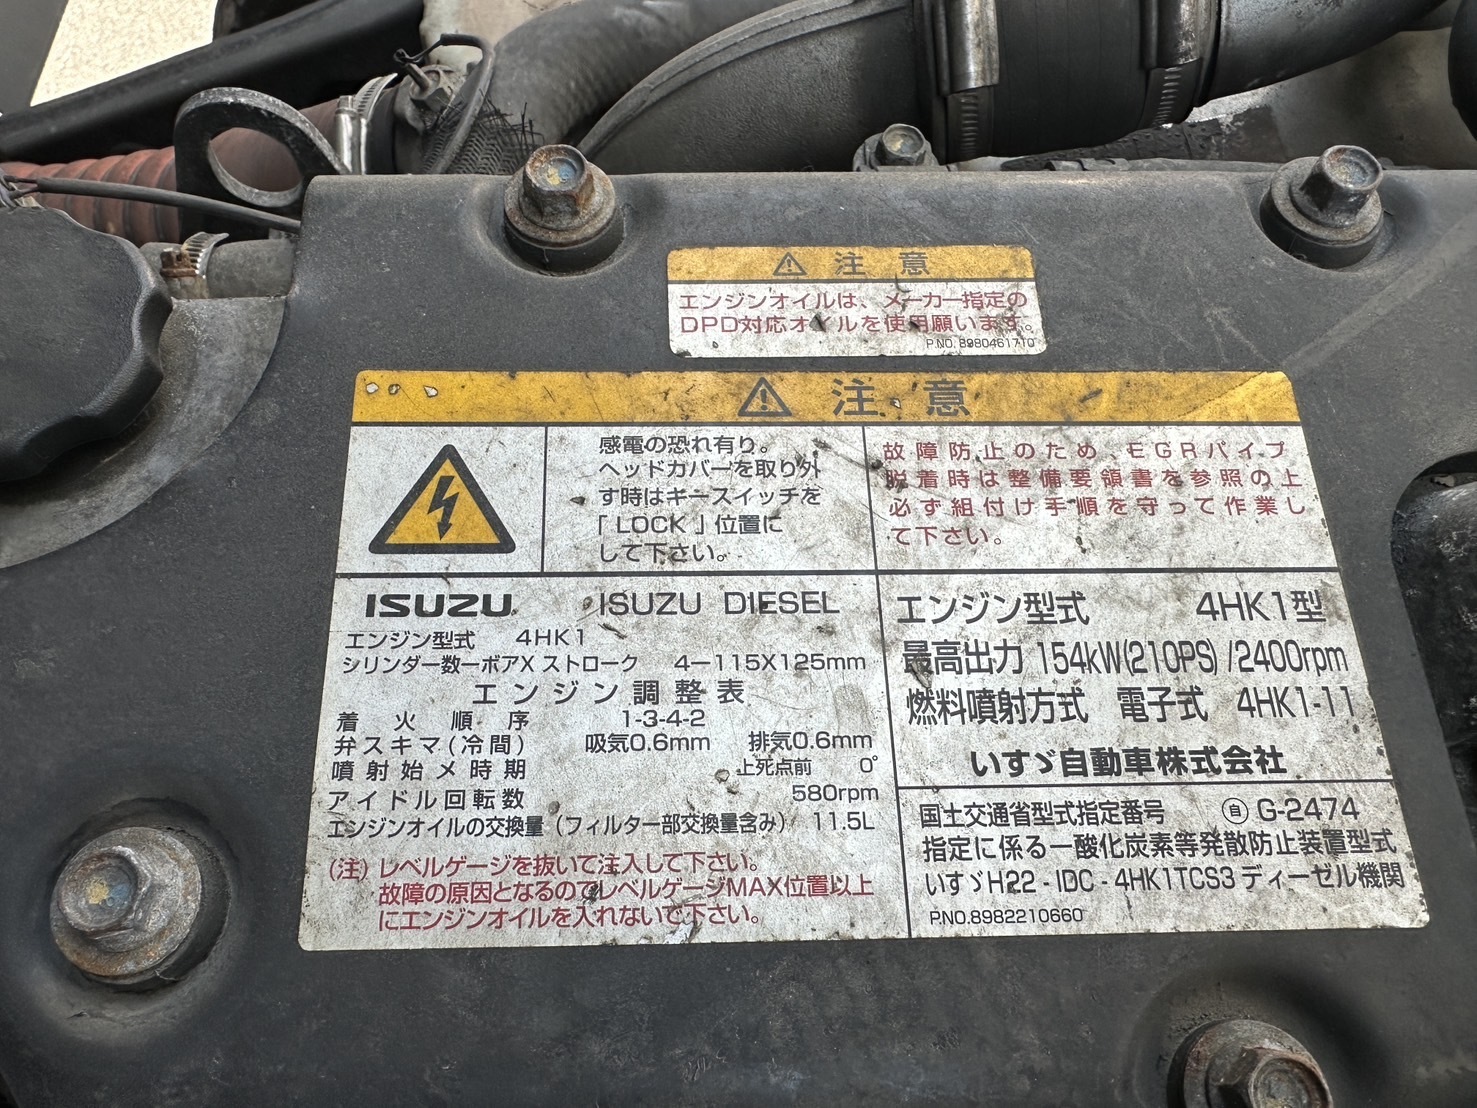 注意
エンジンオイルは、メーカー指定の
DPD対応オイルを使用願います。
P.NO. 8980461710
注意
感電の恐れ有り。
ヘッドカバーを取り外
す時はキースイッチを
「LOCK」位置に
して下さい。
故障防止のため、EGRパイプ
脱着時は整備要領書を参照の上
必ず組付け手順を守って作業し
て下さい。
ISUZU ISUZU DIESEL
エンジン型式 4HK1
シリンダー数ーボアX ストローク 4ー115X125mm
エンジン調整表
着火順序 1-3-4-2
弁スキマ(冷間) 吸気0.6mm 排気0.6mm
噴射始メ時期 上死点前 0°
アイドル回転数 580rpm
エンジンオイルの交換量(フィルター部交換量含み) 11.5L
(注) レベルゲージを抜いて注入して下さい。
故障の原因となるのでレベルゲージMAX位置以上
にエンジンオイルを入れないで下さい。
エンジン型式 4HK1型
最高出力 154kW(210PS)/2400rpm
燃料噴射方式 電子式 4HK1-11
いすゞ自動車株式会社
国土交通省型式指定番号 自 G-2474
指定に係る一酸化炭素等発散防止装置型式
いすゞH22-IDC-4HK1TCS3 ディーゼル機関
P.NO.8982210660